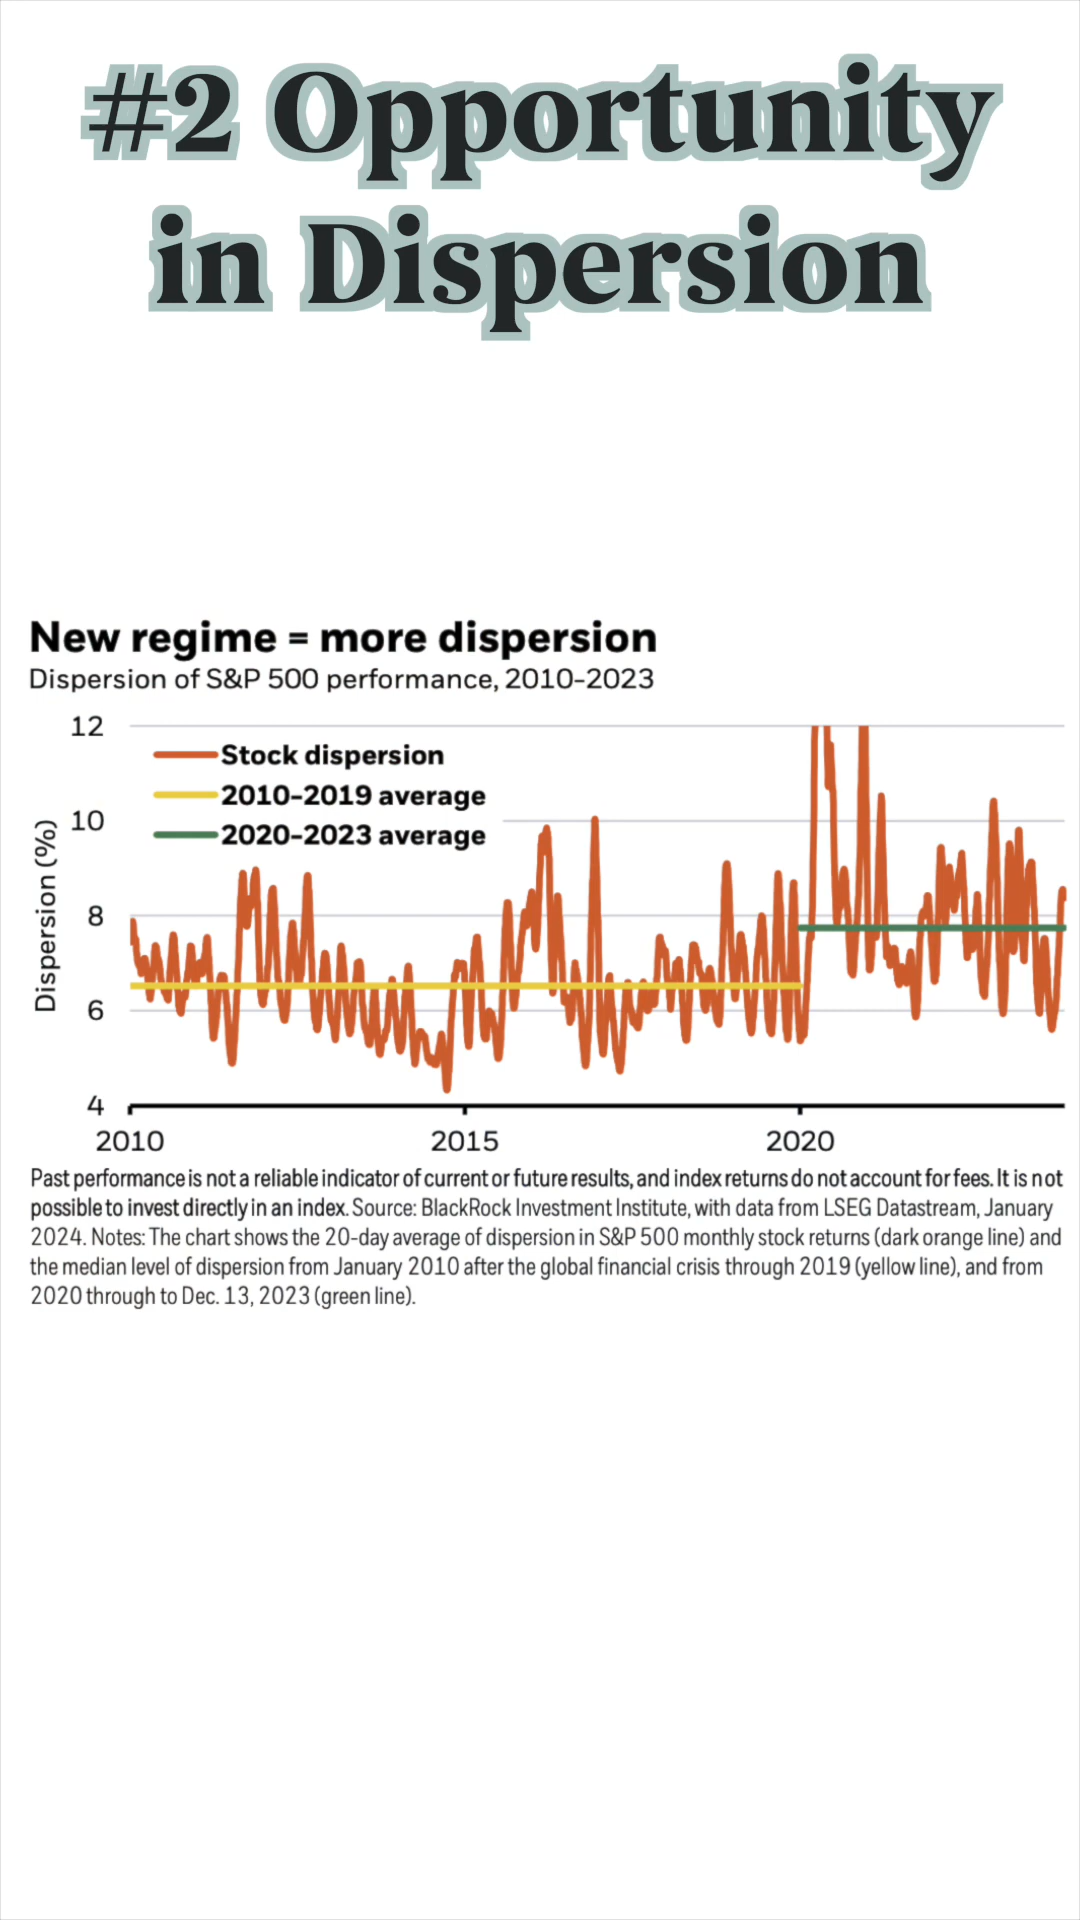 #2 Opportunity
in Dispersion
New regime = more dispersion
Dispersion of S&P 500 performance, 2010-2023
12
Stock dispersion
2010-2019 average
10
2020-2023 average
Dispersion (%)
8
6
4
2010 2015 2020
Past performance is not a reliable indicator of current or future results, and index returns do not account for fees. It is not
possible to invest directly in an index. Source: BlackRock Investment Institute, with data from LSEG Datastream, January
2024. Notes: The chart shows the 20-day average of dispersion in S&P 500 monthly stock returns (dark orange line) and
the median level of dispersion from January 2010 after the global financial crisis through 2019 (yellow line), and from
2020 through to Dec. 13, 2023 (green line).